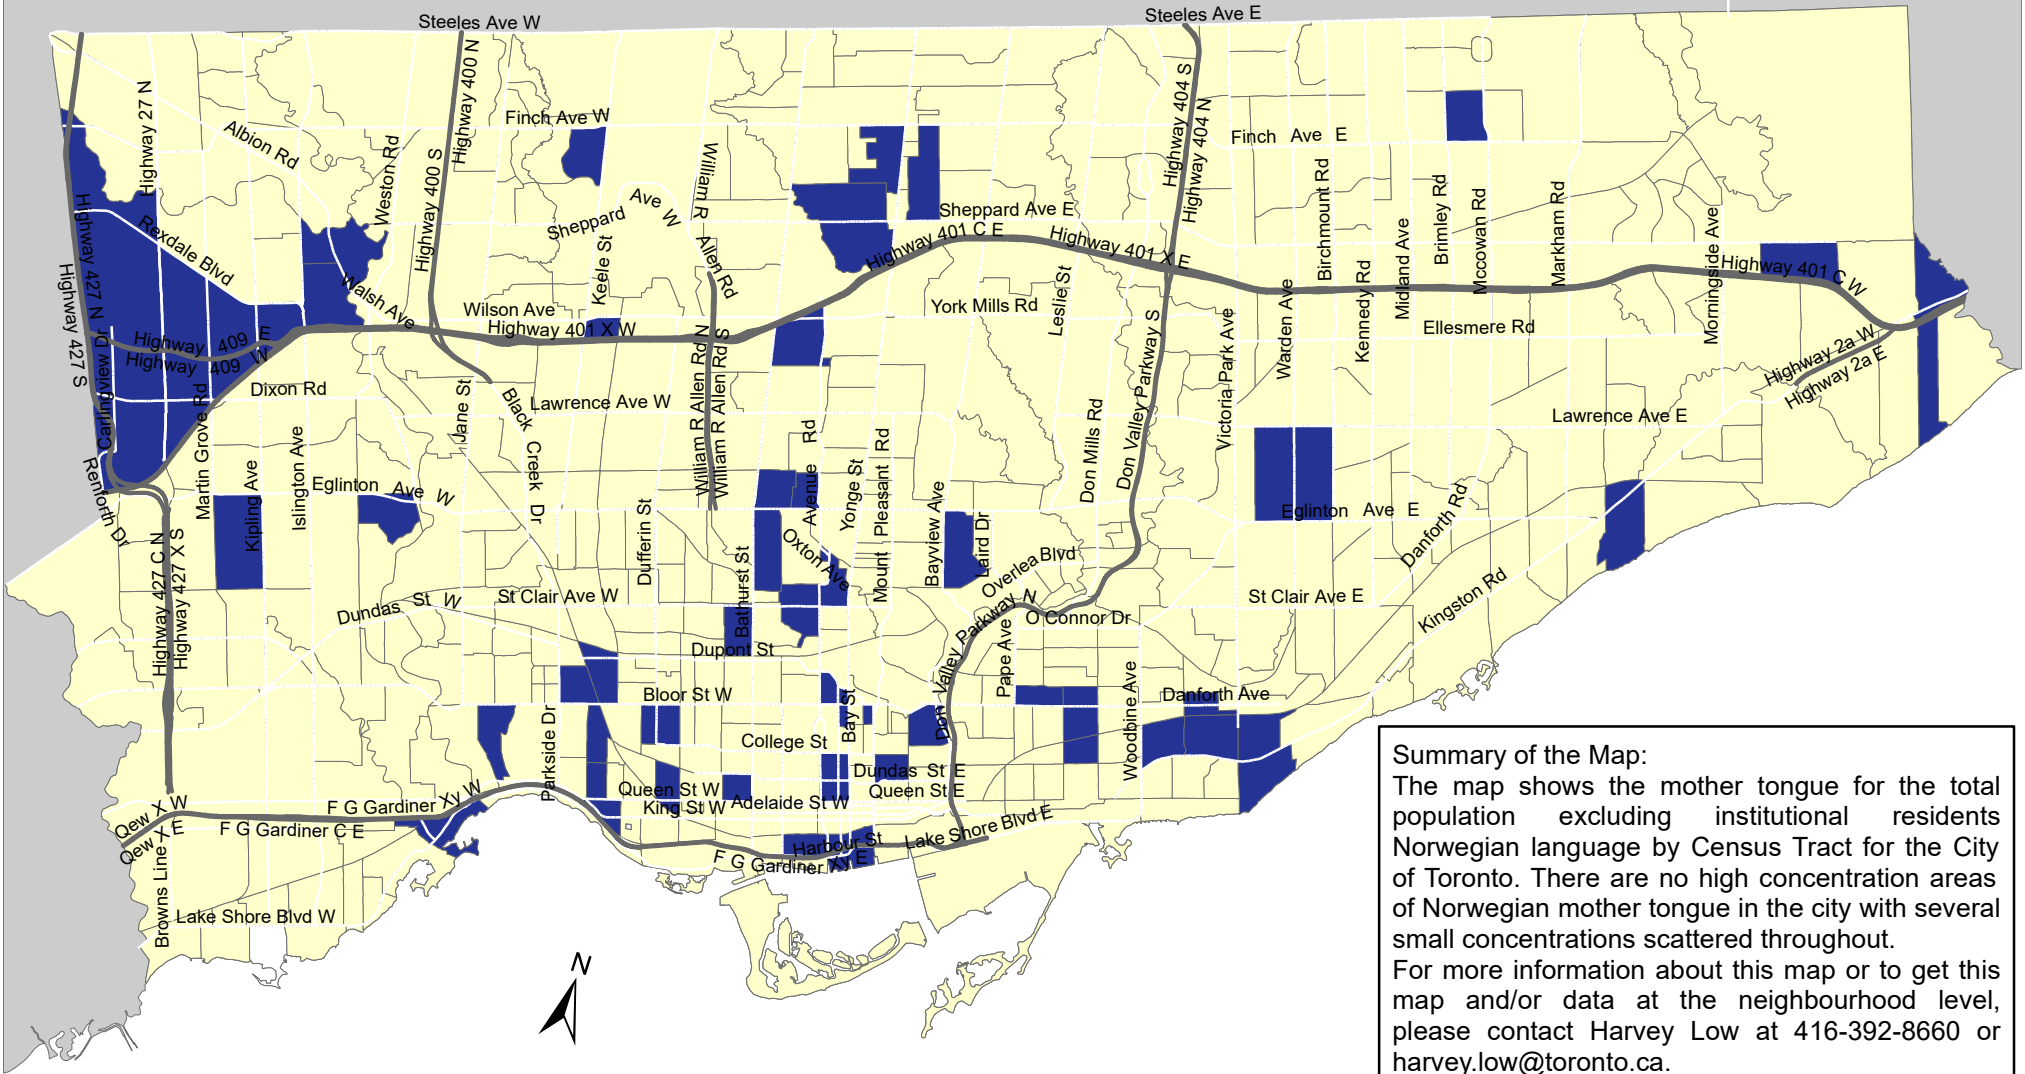 Steeles Ave W
Steeles Ave E
Highway 27 N
Albion Rd
Weston Rd
Highway 400 N
Highway 400 S
Finch Ave W
William R Allen Rd
Sheppard Ave W
Keele St
Sheppard Ave E
Highway 404 S
Highway 404 N
Finch Ave E
Birchmount Rd
Brimley Rd
Mccowan Rd
Markham Rd
Midland Ave
Kennedy Rd
Warden Ave
Morningside Ave
Highway 427 N
Highway 427 S
Rexdale Blvd
Walsh Ave
Wilson Ave
Highway 401 X W
Highway 401 C E
Highway 401 X E
Highway 401 C W
York Mills Rd
Leslie St
Ellesmere Rd
Highway 409 E
Highway 409 W
Carlingview Dr
Martin Grove Rd
Dixon Rd
Jane St
Black Creek Dr
Lawrence Ave W
William R Allen Rd N
William R Allen Rd S
Don Mills Rd
Don Valley Parkway S
Victoria Park Ave
Highway 2a W
Highway 2a E
Lawrence Ave E
Renforth Dr
Kipling Ave
Islington Ave
Eglinton Ave W
Dufferin St
Bathurst St
Avenue Rd
Oxton Ave
Yonge St
Mount Pleasant Rd
Bayview Ave
Laird Dr
Overlea Blvd
Eglinton Ave E
Danforth Rd
Kingston Rd
Highway 427 C N
Highway 427 X S
Dundas St W
St Clair Ave W
Dupont St
Don Valley Parkway N
O Connor Dr
St Clair Ave E
Pape Ave
Woodbine Ave
Danforth Ave
Bloor St W
Bay St
College St
Parkside Dr
Dundas St E
Queen St E
Queen St W
King St W
Adelaide St W
Qew X W
Qew X E
F G Gardiner Xy W
F G Gardiner C E
Browns Line
Harbour St
F G Gardiner Xy E
Lake Shore Blvd E
Lake Shore Blvd W
N
Summary of the Map:
The map shows the mother tongue for the total
population excluding institutional residents
Norwegian language by Census Tract for the City
of Toronto. There are no high concentration areas
of Norwegian mother tongue in the city with several
small concentrations scattered throughout.
For more information about this map or to get this
map and/or data at the neighbourhood level,
please contact Harvey Low at 416-392-8660 or
harvey.low@toronto.ca.